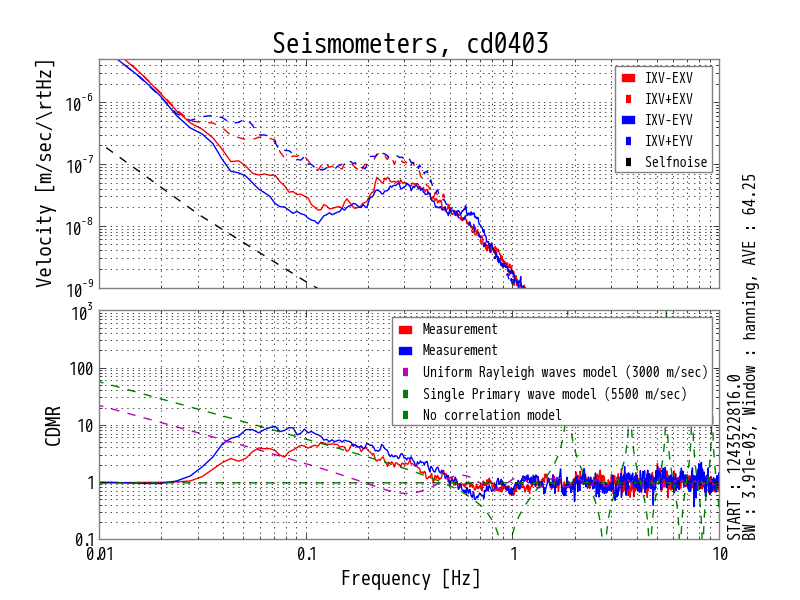 Seismometers, cd0403
Velocity [m/sec/\rtHz]
10^-6
10^-7
10^-8
10^-9
IXV-EXV
IXV+EXV
IXV-EYV
IXV+EYV
Selfnoise
CDMR
10^3
100
10
1
0.1
Measurement
Measurement
Uniform Rayleigh waves model (3000 m/sec)
Single Primary wave model (5500 m/sec)
No correlation model
0.01
0.1
1
10
Frequency [Hz]
START : 1243522816.0
BW : 3.91e-03, Window : hanning, AVE : 64.25